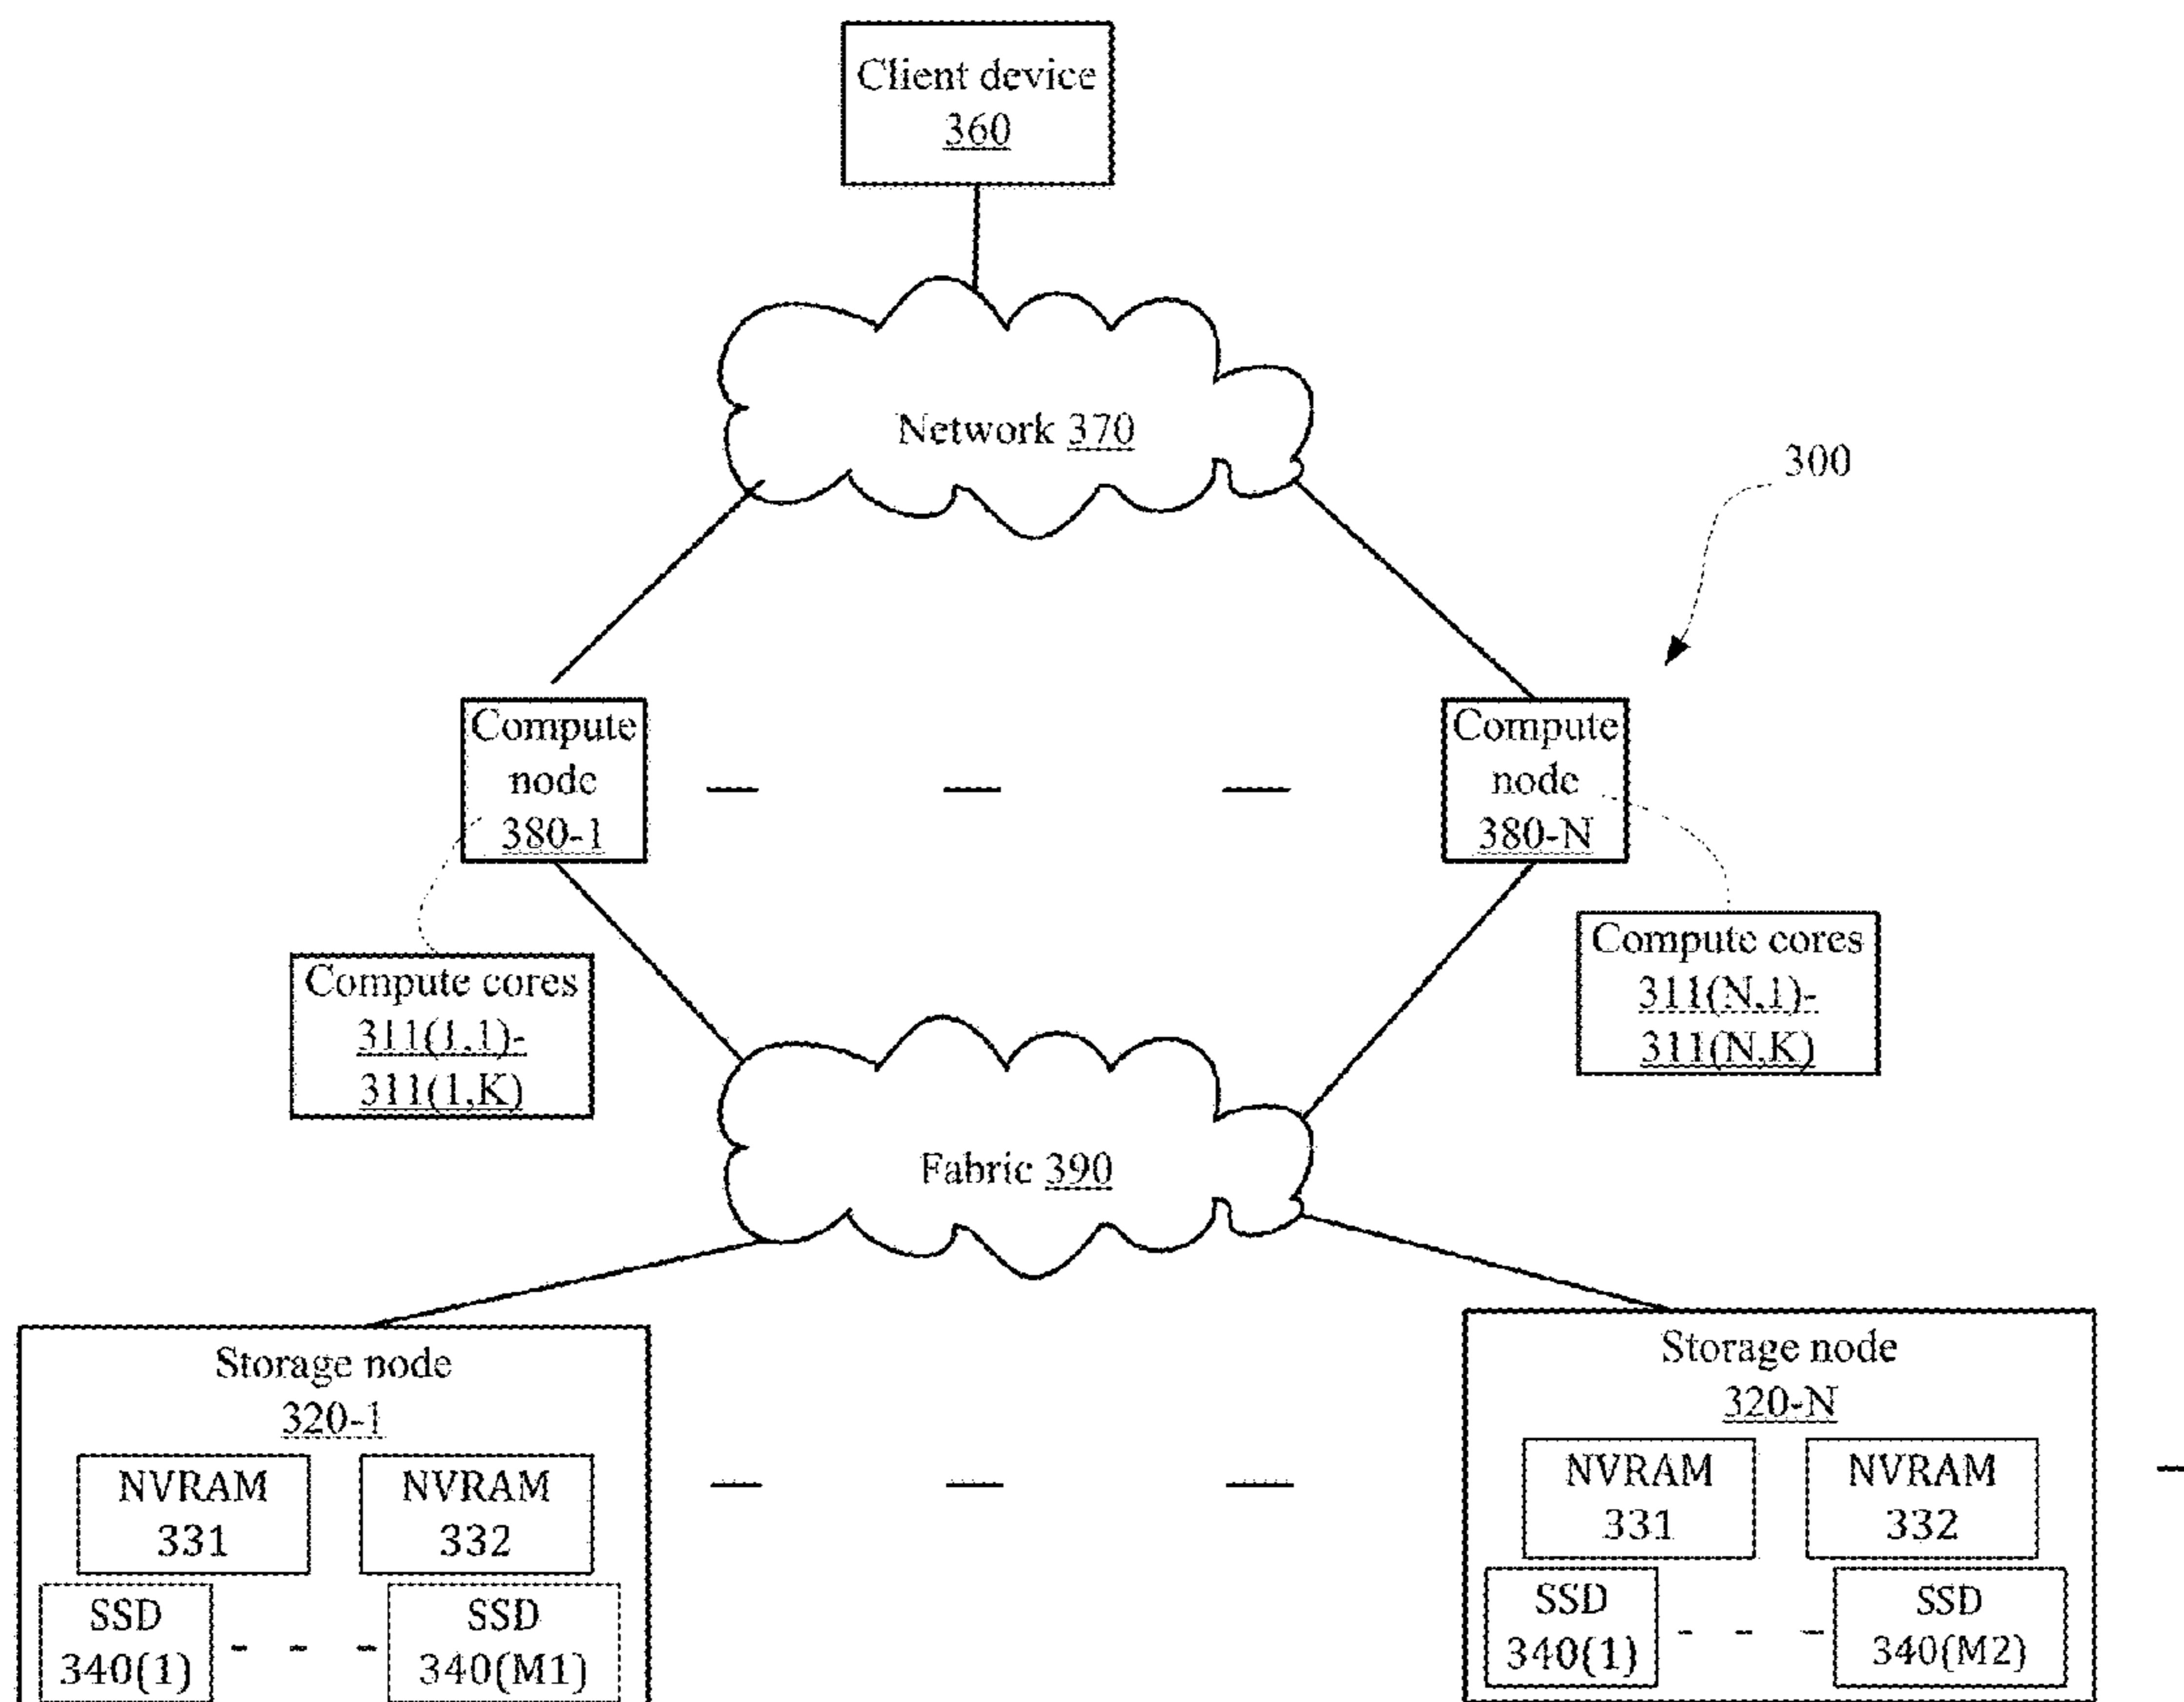 Client device
360
Network 370
300
Compute
node
380-1
Compute
node
380-N
Compute cores
311(1,1)-
311(1,K)
Compute cores
311(N,1)-
311(N,K)
Fabric 390
Storage node
320-1
NVRAM
331
NVRAM
332
SSD
340(1)
SSD
340(M1)
Storage node
320-N
NVRAM
331
NVRAM
332
SSD
340(1)
SSD
340(M2)